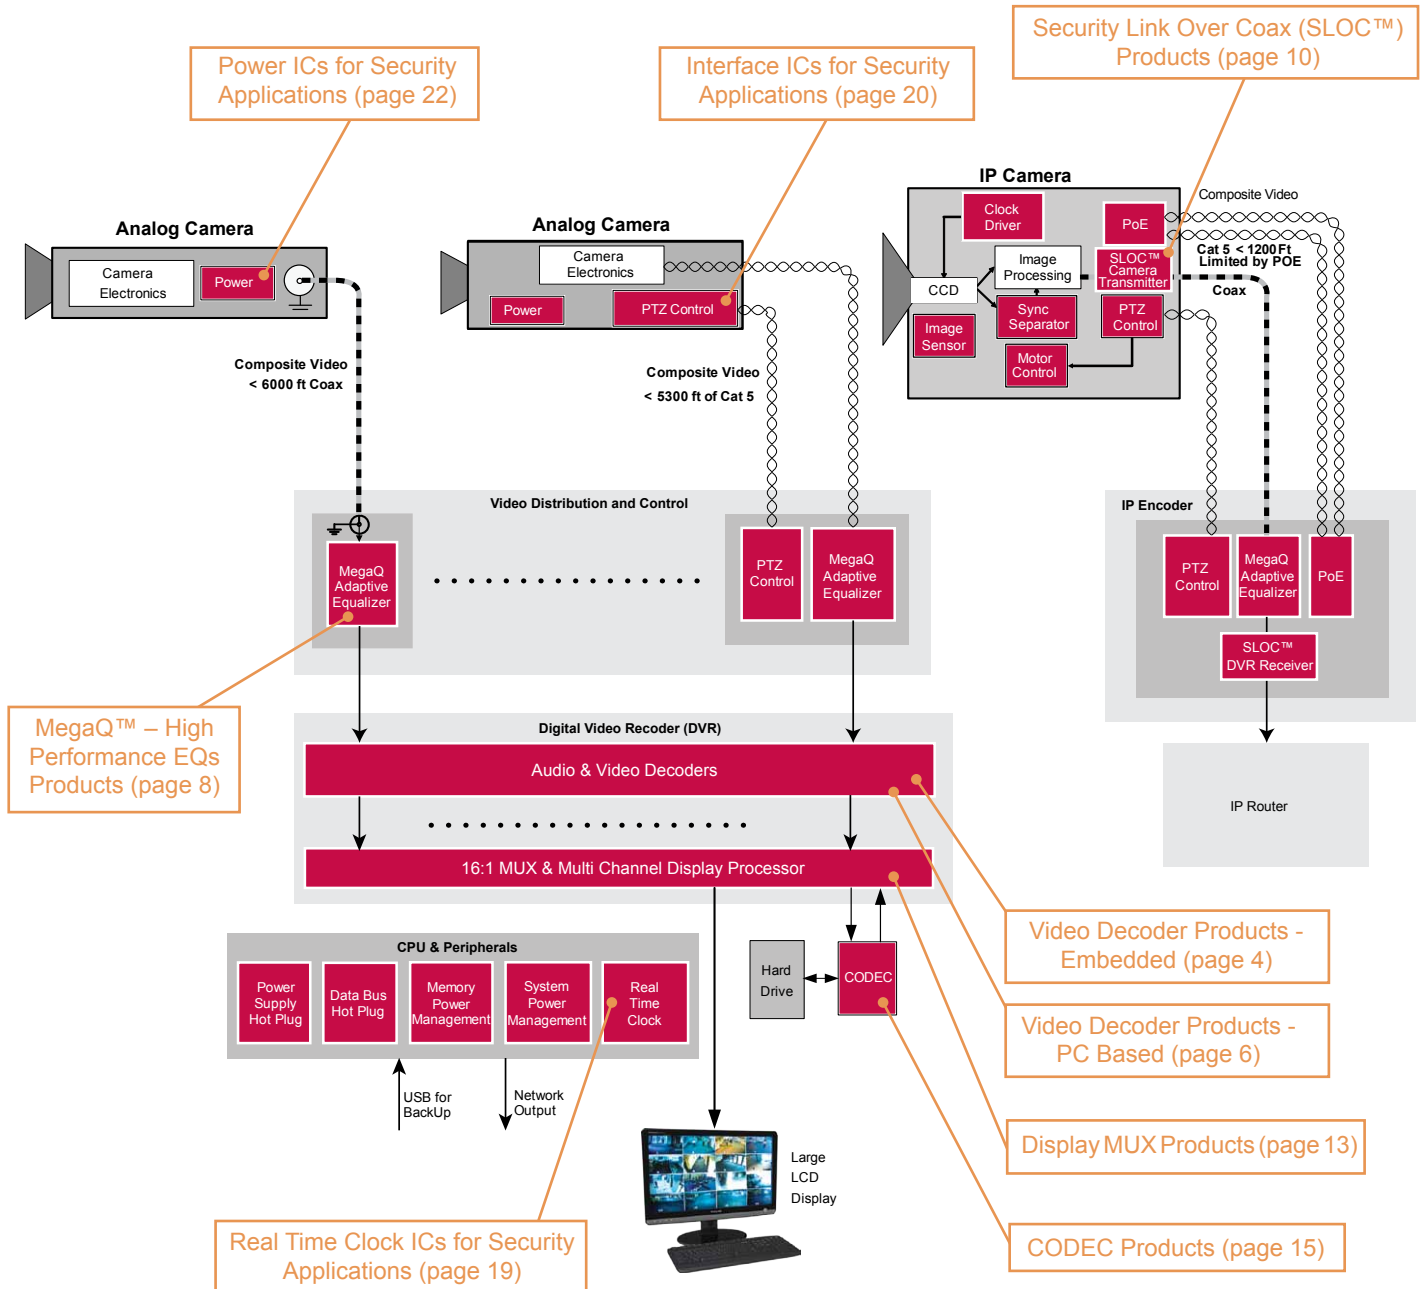 Security Link Over Coax (SLOC™)
Products (page 10)
Power ICs for Security
Applications (page 22)
Interface ICs for Security
Applications (page 20)
IP Camera
Composite Video
Clock
Driver
PoE
Cat 5 < 1200 Ft
Limited by POE
Image
Processing
SLOC™
Camera
Transmitter
CCD
Coax
Sync
Separator
PTZ
Control
Image
Sensor
Motor
Control
Analog Camera
Camera
Electronics
Power
Composite Video
< 6000 ft Coax
Analog Camera
Camera
Electronics
Power
PTZ Control
Composite Video
< 5300 ft of Cat 5
Video Distribution and Control
MegaQ
Adaptive
Equalizer
PTZ
Control
MegaQ
Adaptive
Equalizer
IP Encoder
PTZ
Control
MegaQ
Adaptive
Equalizer
PoE
SLOC™
DVR Receiver
IP Router
MegaQ™ – High
Performance EQs
Products (page 8)
Digital Video Recoder (DVR)
Audio & Video Decoders
16:1 MUX & Multi Channel Display Processor
CPU & Peripherals
Power
Supply
Hot Plug
Data Bus
Hot Plug
Memory
Power
Management
System
Power
Management
Real
Time
Clock
Hard
Drive
CODEC
USB for
BackUp
Network
Output
Large
LCD
Display
Video Decoder Products -
Embedded (page 4)
Video Decoder Products -
PC Based (page 6)
Display MUX Products (page 13)
CODEC Products (page 15)
Real Time Clock ICs for Security
Applications (page 19)